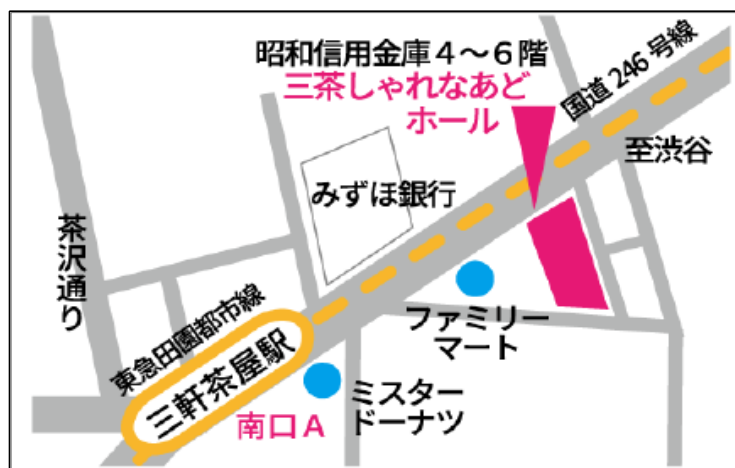 昭和信用金庫4〜6階
三茶しゃれなあど
ホール
国道246号線
至渋谷
みずほ銀行
茶沢通り
ファミリー
マート
東急田園都市線
三軒茶屋駅
ミスター
ドーナツ
南口A